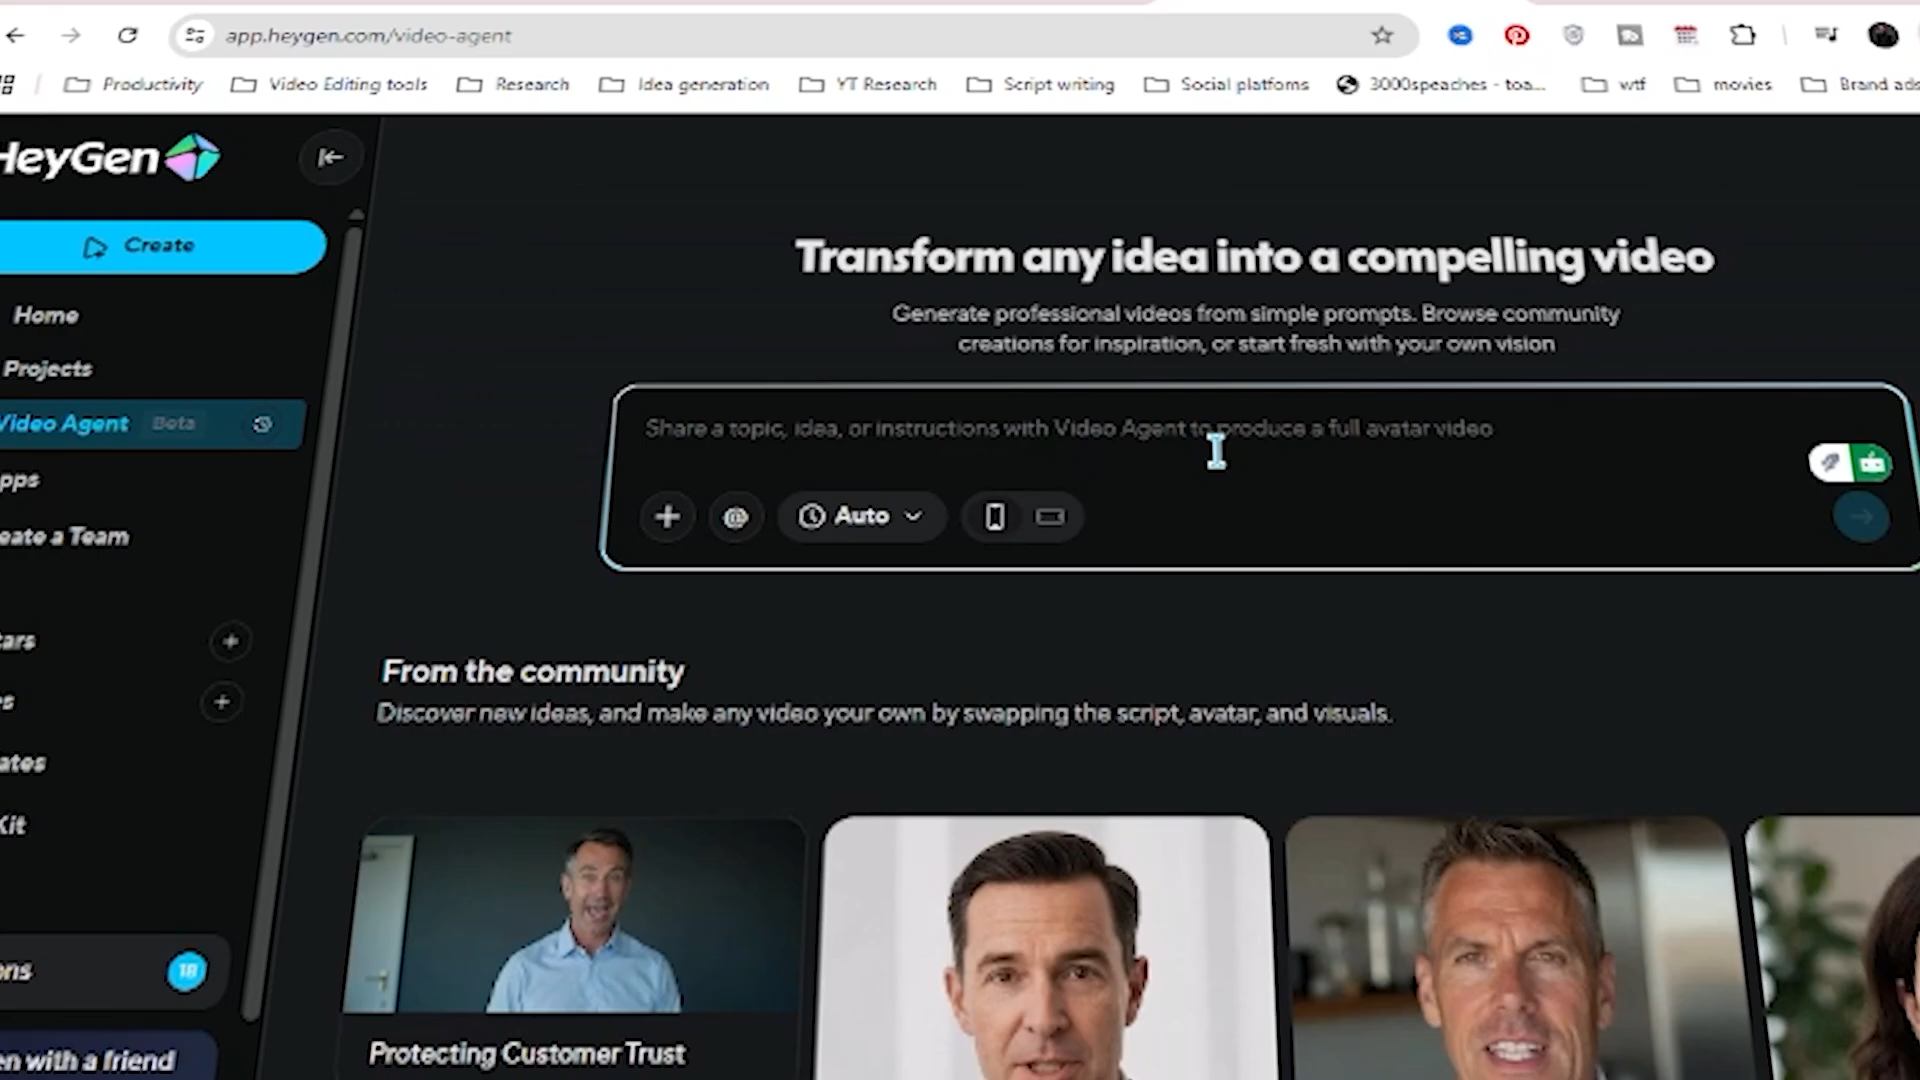 app.heygen.com/video-agent
Productivity
Video Editing tools
Research
Idea generation
YT Research
Script writing
Social platforms
3000speaches - toa...
wtf
movies
Brand ads
HeyGen
Create
Home
Projects
Video Agent Beta
pps
eate a Team
tars
s
ates
Kit
ons
18
en with a friend
Transform any idea into a compelling video
Generate professional videos from simple prompts. Browse community
creations for inspiration, or start fresh with your own vision
Share a topic, idea, or instructions with Video Agent to produce a full avatar video
Auto
From the community
Discover new ideas, and make any video your own by swapping the script, avatar, and visuals.
Protecting Customer Trust